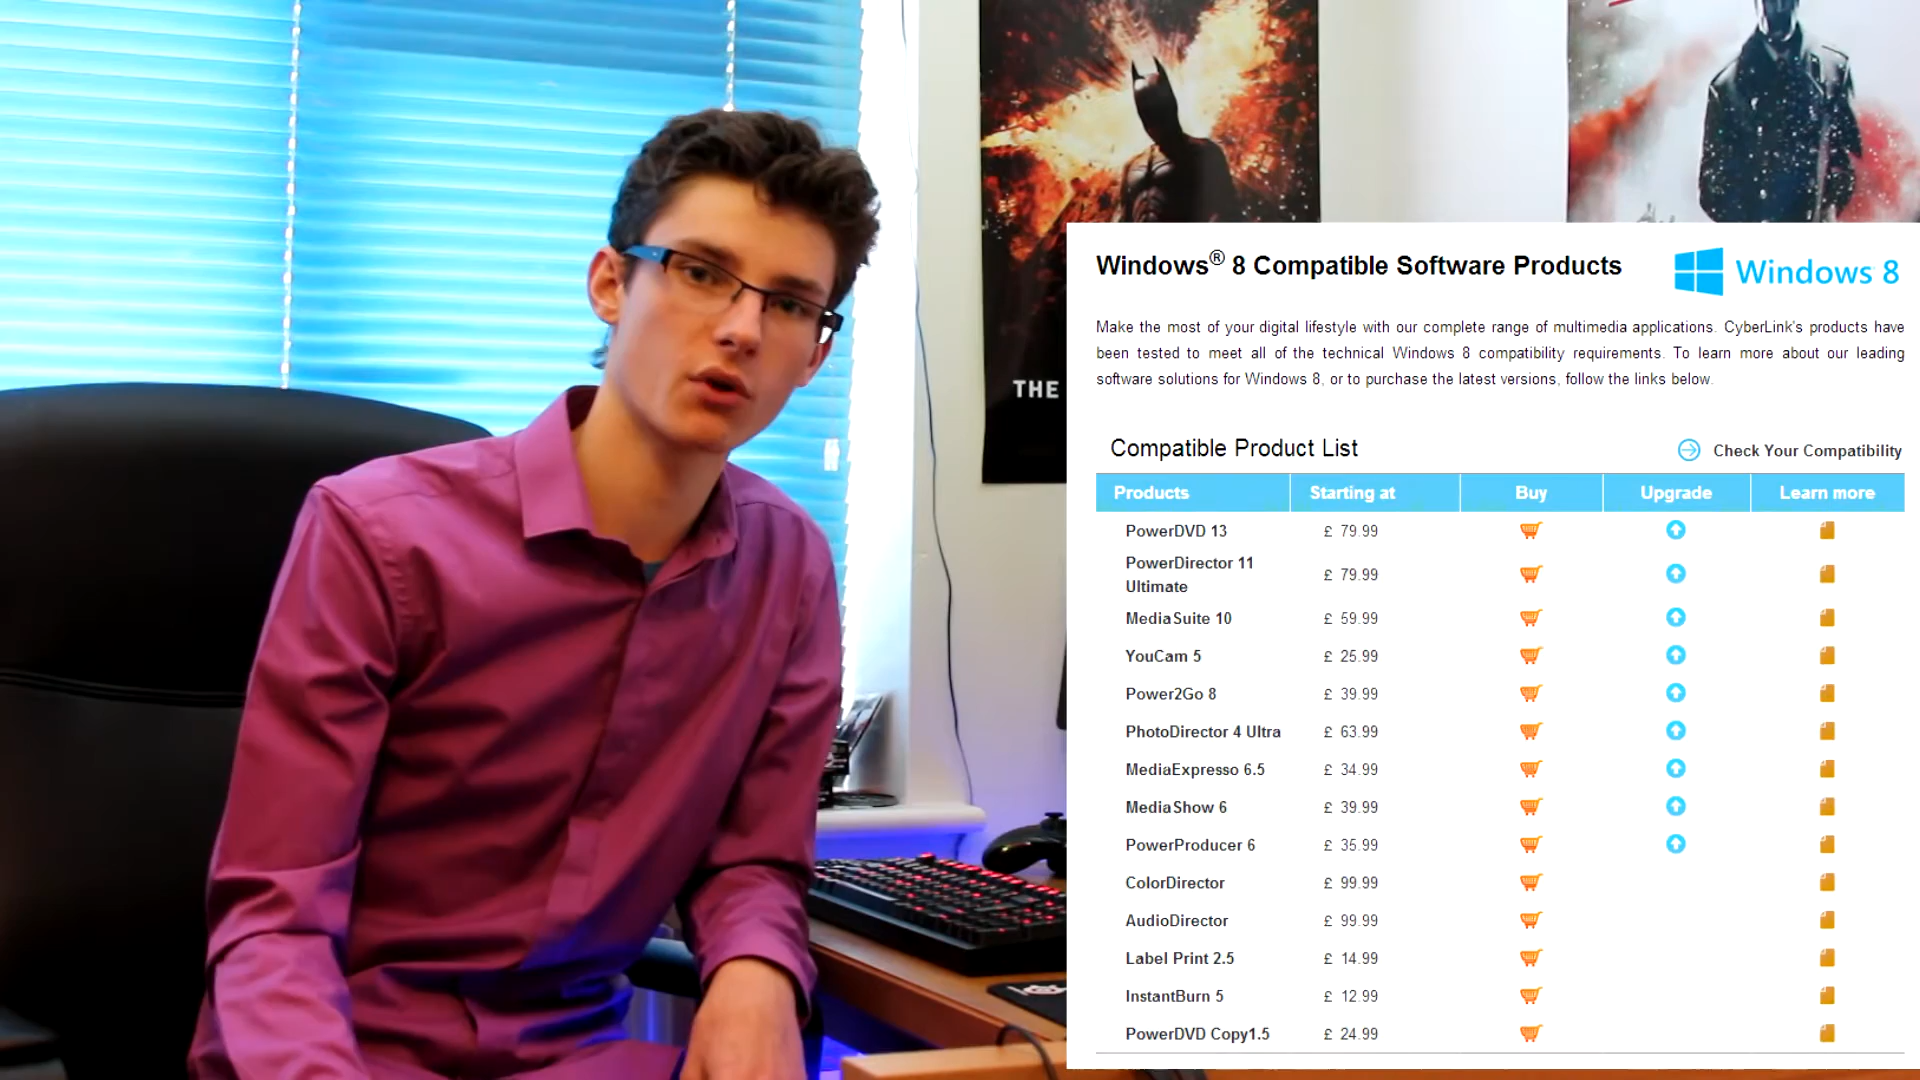 THE
Windows® 8 Compatible Software Products
Windows 8
Make the most of your digital lifestyle with our complete range of multimedia applications. CyberLink's products have
been tested to meet all of the technical Windows 8 compatibility requirements. To learn more about our leading
software solutions for Windows 8, or to purchase the latest versions, follow the links below.
Compatible Product List
Check Your Compatibility
Products Starting at Buy Upgrade Learn more
PowerDVD 13 £ 79.99
PowerDirector 11
Ultimate £ 79.99
MediaSuite 10 £ 59.99
YouCam 5 £ 25.99
Power2Go 8 £ 39.99
PhotoDirector 4 Ultra £ 63.99
MediaExpresso 6.5 £ 34.99
MediaShow 6 £ 39.99
PowerProducer 6 £ 35.99
ColorDirector £ 99.99
AudioDirector £ 99.99
Label Print 2.5 £ 14.99
InstantBurn 5 £ 12.99
PowerDVD Copy1.5 £ 24.99